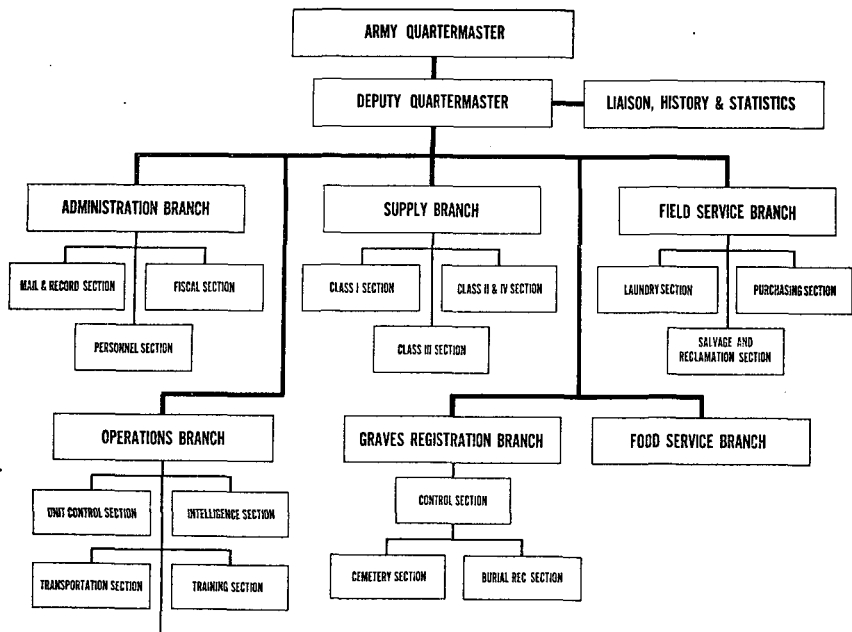 ARMY QUARTERMASTER
DEPUTY QUARTERMASTER
LIAISON, HISTORY & STATISTICS
ADMINISTRATION BRANCH
SUPPLY BRANCH
FIELD SERVICE BRANCH
MAIL & RECORD SECTION
FISCAL SECTION
CLASS I SECTION
CLASS II & IV SECTION
LAUNDRY SECTION
PURCHASING SECTION
PERSONNEL SECTION
CLASS III SECTION
SALVAGE AND
RECLAMATION SECTION
OPERATIONS BRANCH
GRAVES REGISTRATION BRANCH
FOOD SERVICE BRANCH
UNIT CONTROL SECTION
INTELLIGENCE SECTION
CONTROL SECTION
TRANSPORTATION SECTION
TRAINING SECTION
CEMETERY SECTION
BURIAL REC SECTION